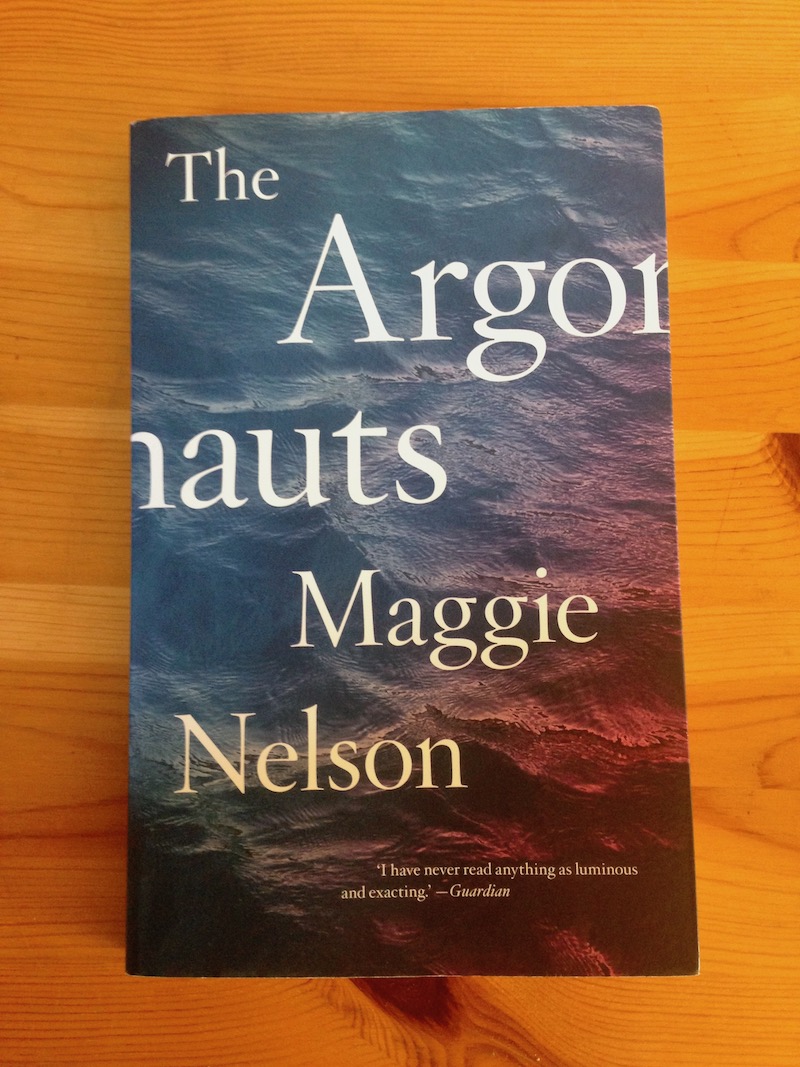 The
Argon
nauts
Maggie
Nelson
‘I have never read anything as luminous
and exacting.’ —Guardian